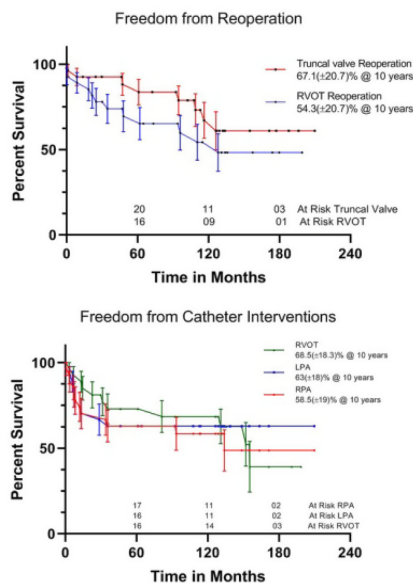 Freedom from Reoperation
Percent Survival
100
50
0
Truncal valve Reoperation
67.1(±20.7)% @ 10 years
RVOT Reoperation
54.3(±20.7)% @ 10 years
20 11 03 At Risk Truncal Valve
16 09 01 At Risk RVOT
0 60 120 180 240
Time in Months
Freedom from Catheter Interventions
Percent Survival
100
50
0
RVOT
68.5(±18.3)% @ 10 years
LPA
63(±18)% @ 10 years
RPA
58.5(±19)% @ 10 years
17 11 02 At Risk RPA
16 11 02 At Risk LPA
16 14 03 At Risk RVOT
0 60 120 180 240
Time in Months